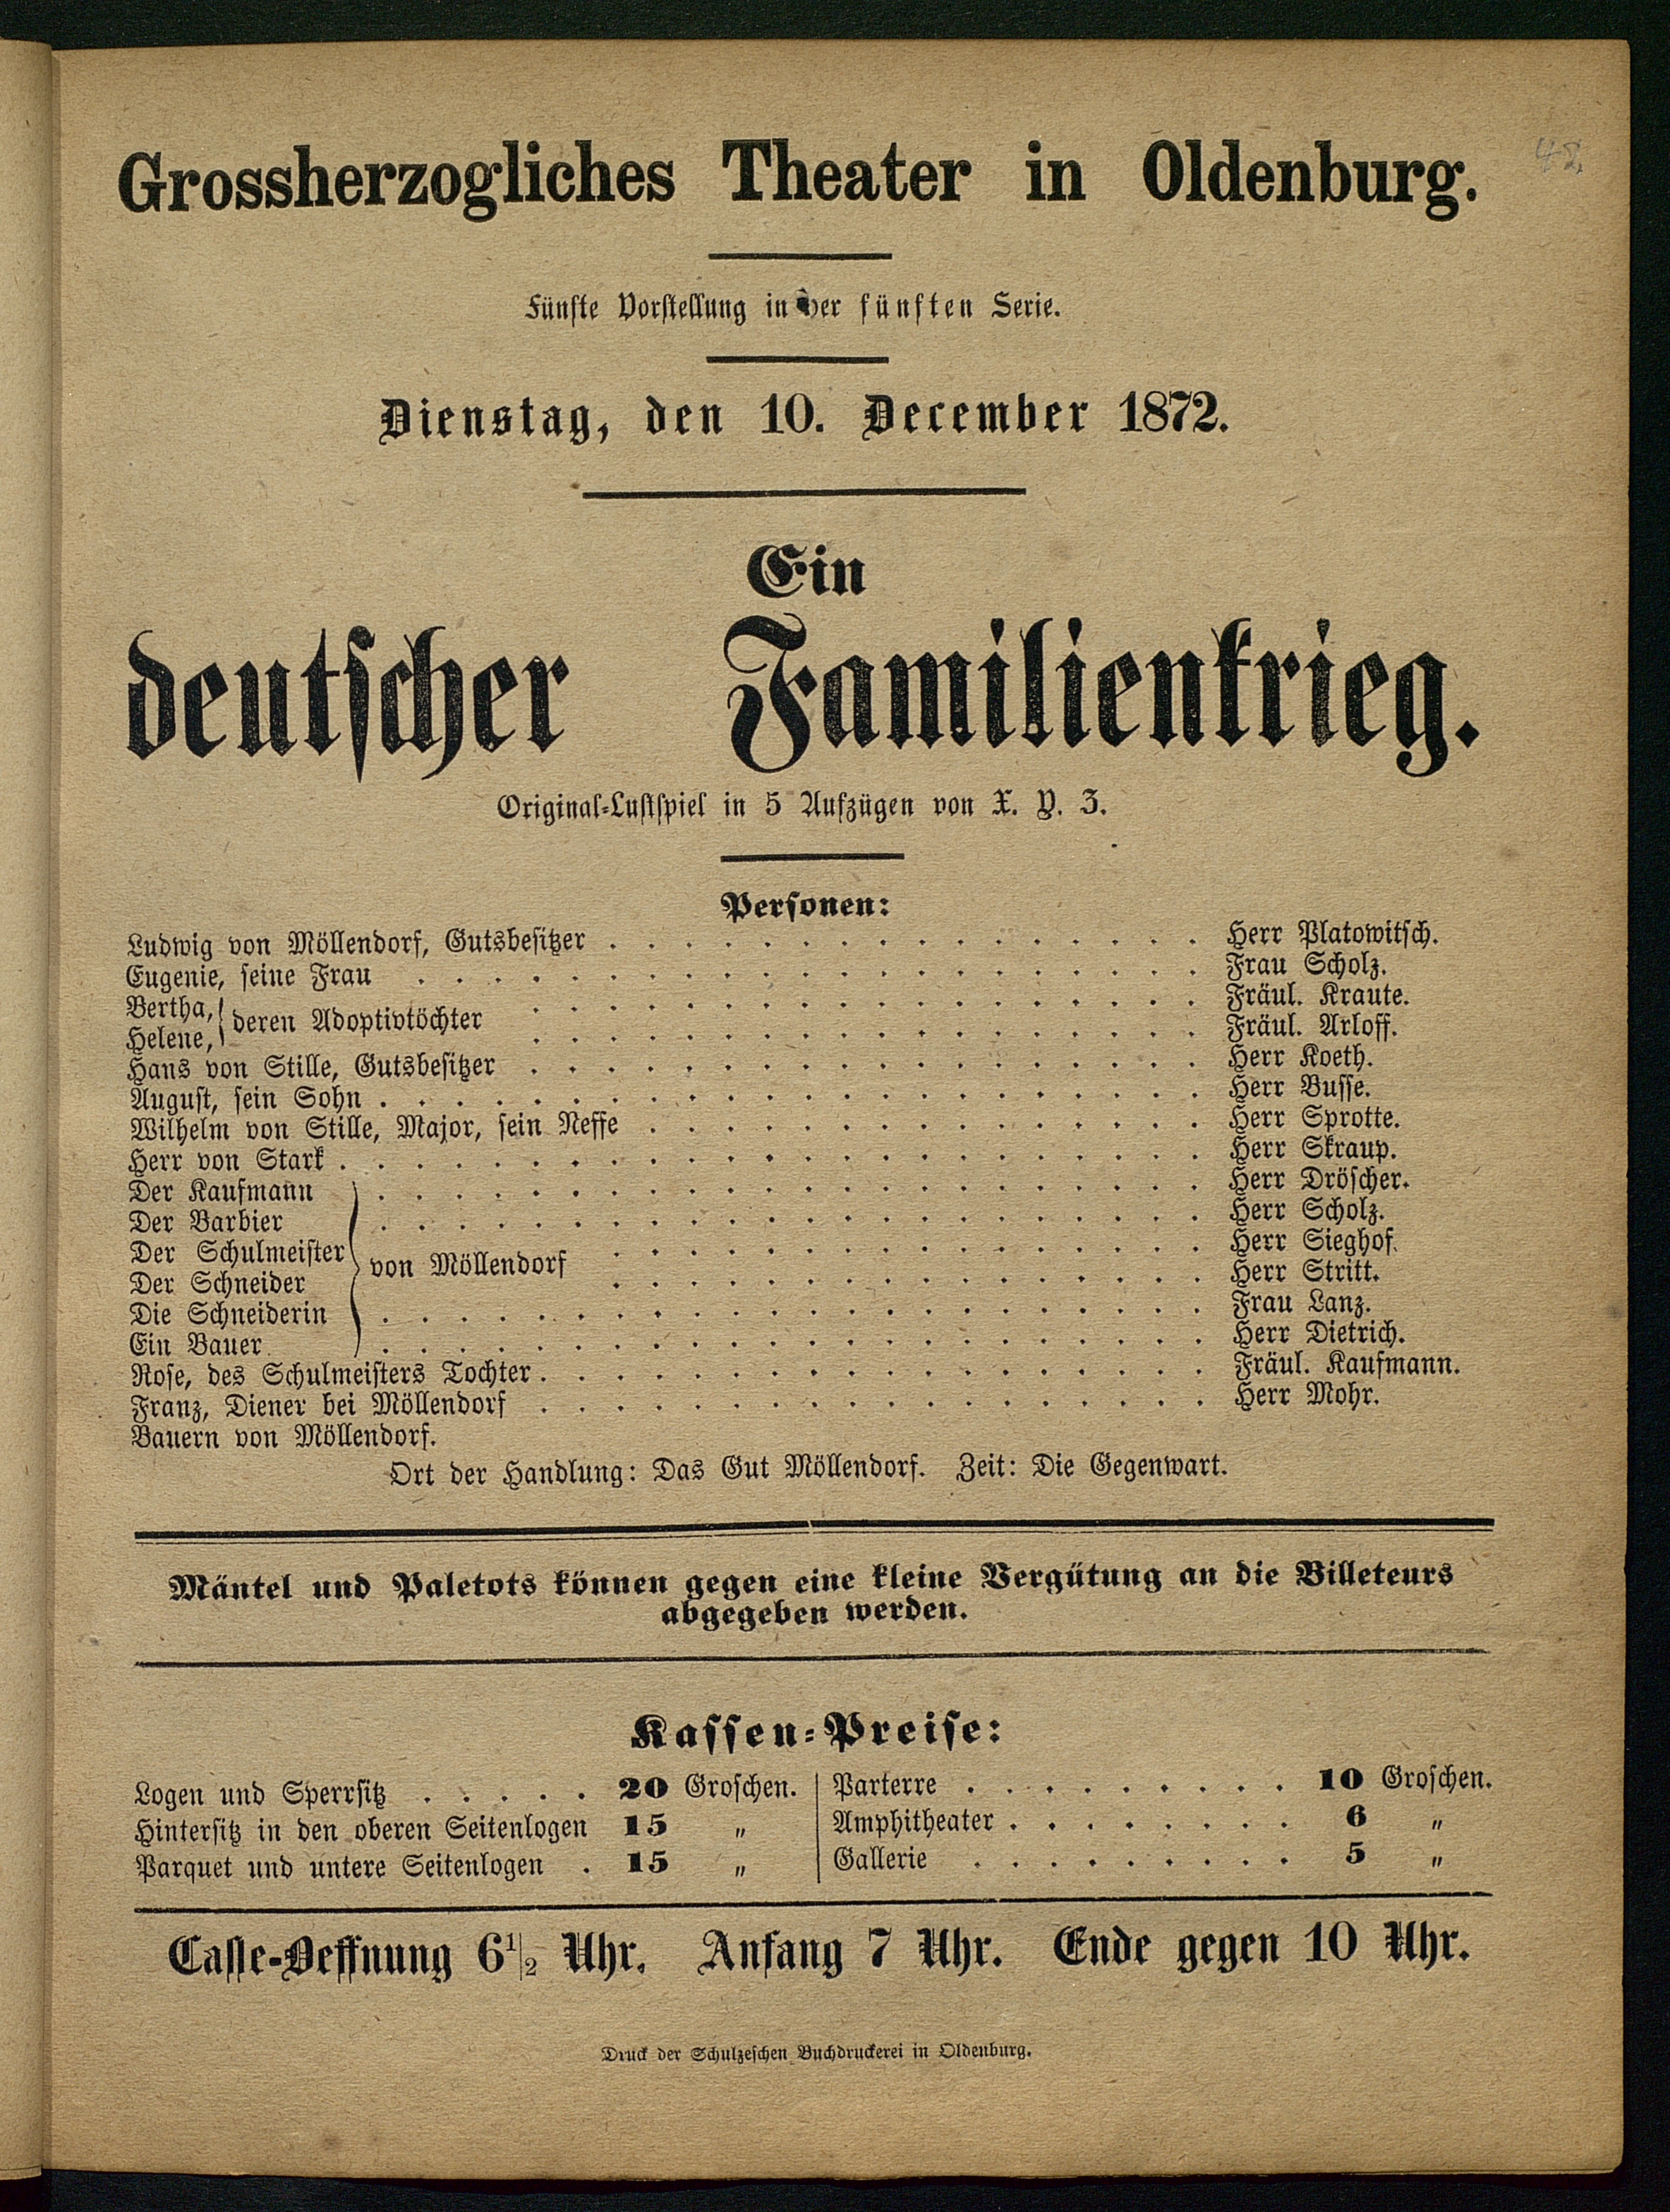 Grossherzogliches Theater in Oldenburg.
48
Fünfte Vorstellung in der fünften Serie.
Dienstag, den 10. December 1872.
Ein
deutscher Familienkrieg.
Original-Lustspiel in 5 Aufzügen von X. Y. Z.
Personen:
Ludwig von Möllendorf, Gutsbesitzer . . . . . . . . . . . . . . . . Herr Platowitsch.
Eugenie, seine Frau . . . . . . . . . . . . . . . . . . . . . Frau Scholz.
Bertha, . . . . . . . . . . . . . . . . . . Fräul. Kraute.
deren Adoptivtöchter
Helene, . . . . . . . . . . . . . . . . . . Fräul. Arloff.
Hans von Stille, Gutsbesitzer . . . . . . . . . . . . . . . . . . Herr Koeth.
August, sein Sohn . . . . . . . . . . . . . . . . . . . . . . Herr Busse.
Wilhelm von Stille, Major, sein Neffe . . . . . . . . . . . . . . . Herr Sprotte.
Herr von Stark . . . . . . . . . . . . . . . . . . . . . . . Herr Skraup.
Der Kaufmann . . . . . . . . . . . . . . . . . . . . . . Herr Dröscher.
Der Barbier . . . . . . . . . . . . . . . . . . . . . . Herr Scholz.
Der Schulmeister . . . . . . . . . . . . . . . . Herr Sieghof.
von Möllendorf
Der Schneider . . . . . . . . . . . . . . . . Herr Stritt.
Die Schneiderin . . . . . . . . . . . . . . . . . . . . . . Frau Lanz.
Ein Bauer . . . . . . . . . . . . . . . . . . . . . . Herr Dietrich.
Rose, des Schulmeisters Tochter . . . . . . . . . . . . . . . . . . Fräul. Kaufmann.
Franz, Diener bei Möllendorf . . . . . . . . . . . . . . . . . . Herr Mohr.
Bauern von Möllendorf.
Ort der Handlung: Das Gut Möllendorf. Zeit: Die Gegenwart.
Mäntel und Paletots können gegen eine kleine Vergütung an die Billeteurs
abgegeben werden.
Kassen-Preise:
Logen und Sperrsitz . . . . . 20 Groschen.
Hintersitz in den oberen Seitenlogen 15 "
Parquet und untere Seitenlogen . 15 "
Parterre . . . . . . . . . 10 Groschen.
Amphitheater . . . . . . . . 6 "
Gallerie . . . . . . . . . 5 "
Casse-Oeffnung 6 1/2 Uhr. Anfang 7 Uhr. Ende gegen 10 Uhr.
Druck der Schulzeschen Buchdruckerei in Oldenburg.